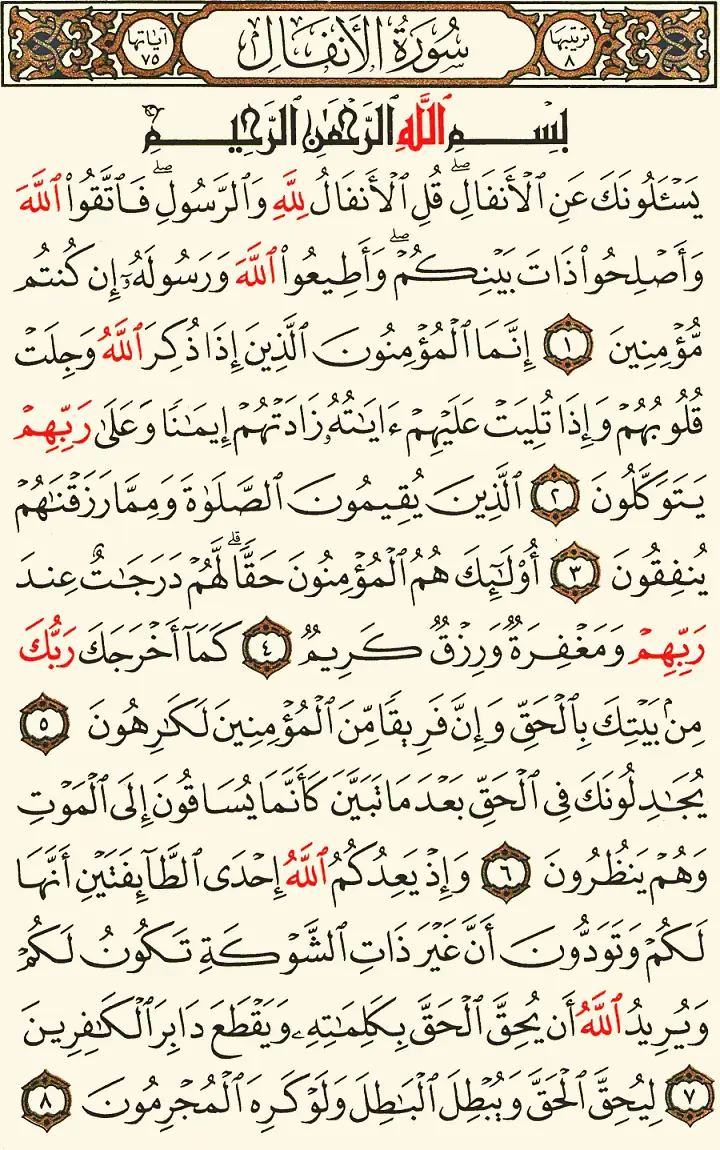 ترتيبها ٨ سُورَةُ الأَنفَالِ آياتها ٧٥
بِسْمِ ٱللَّهِ ٱلرَّحْمَٰنِ ٱلرَّحِيمِ
يَسْـَٔلُونَكَ عَنِ ٱلْأَنفَالِۖ قُلِ ٱلْأَنفَالُ لِلَّهِ وَٱلرَّسُولِۖ فَٱتَّقُوا۟ ٱللَّهَ
وَأَصْلِحُوا۟ ذَاتَ بَيْنِكُمْۖ وَأَطِيعُوا۟ ٱللَّهَ وَرَسُولَهُۥٓ إِن كُنتُم
مُّؤْمِنِينَ ١ إِنَّمَا ٱلْمُؤْمِنُونَ ٱلَّذِينَ إِذَا ذُكِرَ ٱللَّهُ وَجِلَتْ
قُلُوبُهُمْ وَإِذَا تُلِيَتْ عَلَيْهِمْ ءَايَٰتُهُۥ زَادَتْهُمْ إِيمَٰنًا وَعَلَىٰ رَبِّهِمْ
يَتَوَكَّلُونَ ٢ ٱلَّذِينَ يُقِيمُونَ ٱلصَّلَوٰةَ وَمِمَّا رَزَقْنَٰهُمْ
يُنفِقُونَ ٣ أُو۟لَٰٓئِكَ هُمُ ٱلْمُؤْمِنُونَ حَقًّاۚ لَّهُمْ دَرَجَٰتٌ عِندَ
رَبِّهِمْ وَمَغْفِرَةٌ وَرِزْقٌ كَرِيمٌ ٤ كَمَآ أَخْرَجَكَ رَبُّكَ
مِنۢ بَيْتِكَ بِٱلْحَقِّ وَإِنَّ فَرِيقًا مِّنَ ٱلْمُؤْمِنِينَ لَكَٰرِهُونَ ٥
يُجَٰدِلُونَكَ فِى ٱلْحَقِّ بَعْدَ مَا تَبَيَّنَ كَأَنَّمَا يُسَاقُونَ إِلَى ٱلْمَوْتِ
وَهُمْ يَنظُرُونَ ٦ وَإِذْ يَعِدُكُمُ ٱللَّهُ إِحْدَى ٱلطَّآئِفَتَيْنِ أَنَّهَا
لَكُمْ وَتَوَدُّونَ أَنَّ غَيْرَ ذَاتِ ٱلشَّوْكَةِ تَكُونُ لَكُمْ
وَيُرِيدُ ٱللَّهُ أَن يُحِقَّ ٱلْحَقَّ بِكَلِمَٰتِهِۦ وَيَقْطَعَ دَابِرَ ٱلْكَٰفِرِينَ
٧ لِيُحِقَّ ٱلْحَقَّ وَيُبْطِلَ ٱلْبَٰطِلَ وَلَوْ كَرِهَ ٱلْمُجْرِمُونَ ٨